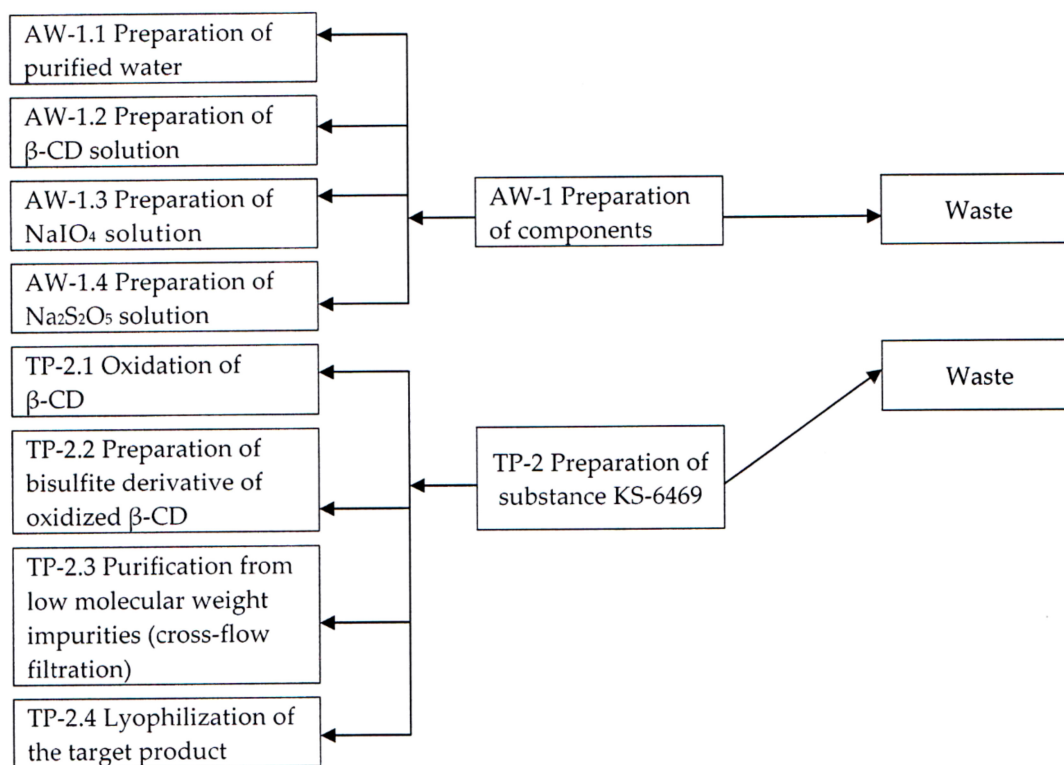 AW-1.1 Preparation of
purified water
AW-1.2 Preparation of
β-CD solution
AW-1.3 Preparation of
NaIO₄ solution
AW-1.4 Preparation of
Na₂S₂O₅ solution
AW-1 Preparation
of components
Waste
TP-2.1 Oxidation of
β-CD
TP-2.2 Preparation of
bisulfite derivative of
oxidized β-CD
TP-2.3 Purification from
low molecular weight
impurities (cross-flow
filtration)
TP-2.4 Lyophilization of
the target product
TP-2 Preparation of
substance KS-6469
Waste